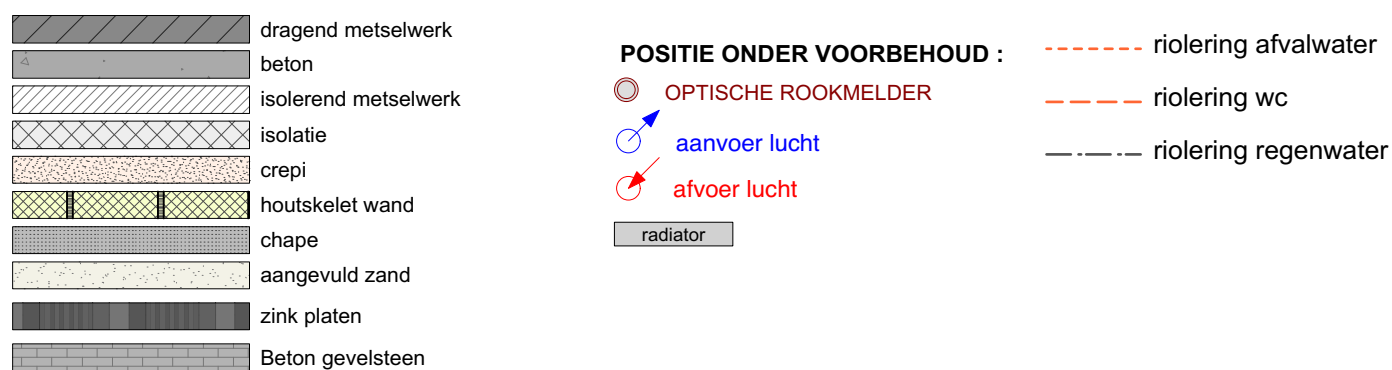 dragend metselwerk
beton
isolerend metselwerk
isolatie
crepi
houtskelet wand
chape
aangevuld zand
zink platen
Beton gevelsteen
POSITIE ONDER VOORBEHOUD :
OPTISCHE ROOKMELDER
aanvoer lucht
afvoer lucht
radiator
riolering afvalwater
riolering wc
riolering regenwater